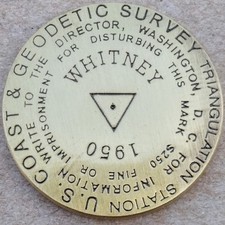 U.S. COAST & GEODETIC SURVEY
TRIANGULATION STATION
WRITE TO THE DIRECTOR, WASHINGTON, D. C. FOR INFORMATION
$250 FINE OR IMPRISONMENT FOR DISTURBING THIS MARK.
WHITNEY
1950